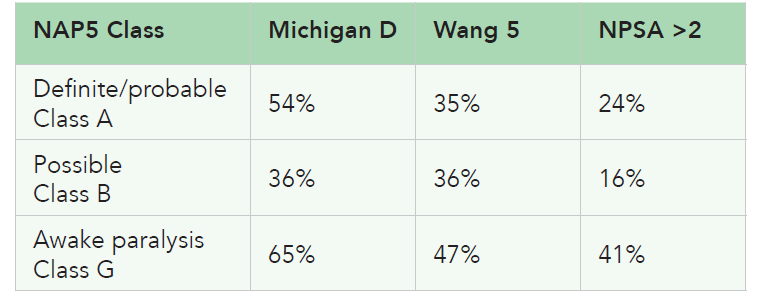 NAP5 Class Michigan D Wang 5 NPSA >2
Definite/probable
Class A 54% 35% 24%
Possible
Class B 36% 36% 16%
Awake paralysis
Class G 65% 47% 41%